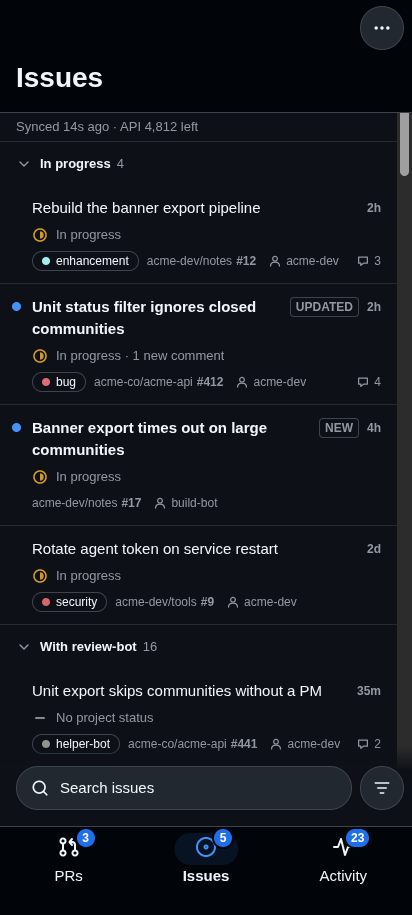 Issues
Synced 14s ago · API 4,812 left
In progress 4
Rebuild the banner export pipeline 2h
In progress
enhancement acme-dev/notes #12 acme-dev 3
Unit status filter ignores closed UPDATED 2h
communities
In progress · 1 new comment
bug acme-co/acme-api #412 acme-dev 4
Banner export times out on large NEW 4h
communities
In progress
acme-dev/notes #17 build-bot
Rotate agent token on service restart 2d
In progress
security acme-dev/tools #9 acme-dev
With review-bot 16
Unit export skips communities without a PM 35m
No project status
helper-bot acme-co/acme-api #441 acme-dev 2
Search issues
3 5 23
PRs Issues Activity